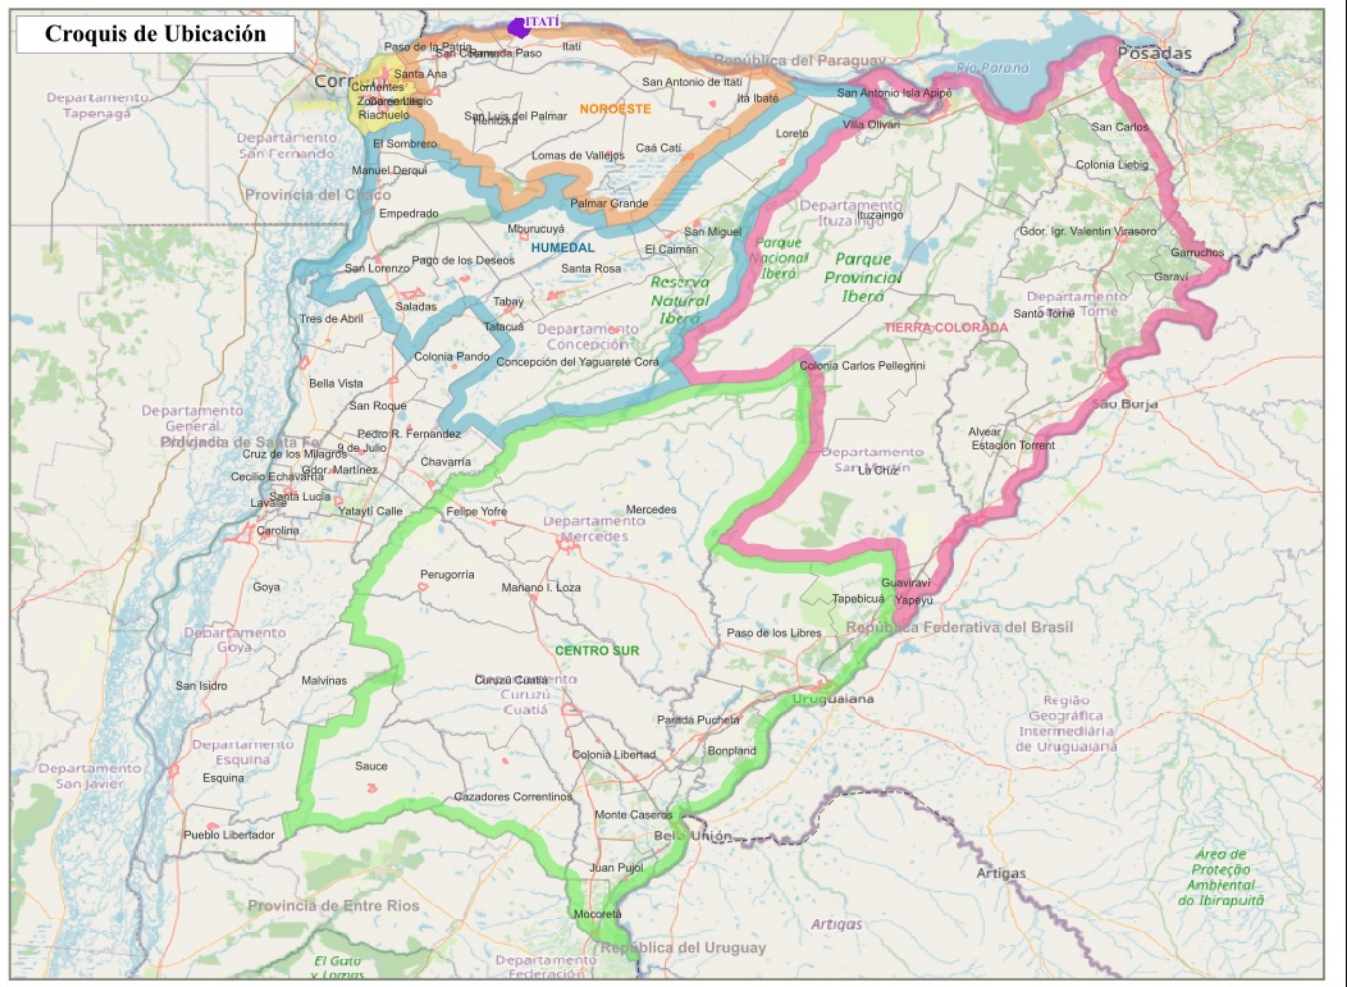 Croquis de Ubicación
ITATÍ
Paso de la Patria
Itatí
República del Paraguay
Río Paraná
Posadas
Santa Ana
San Antonio de Itatí
Itá Ibaté
San Antonio Isla Apipé
Departamento
Tapenagá
Corrientes
NOROESTE
Riachuelo
San Luis del Palmar
Villa Olivari
San Carlos
Loreto
Departamento
San Fernando
El Sombrero
Lomas de Vallejos
Caá Catí
Colonia Liebig
Manuel Derqui
Provincia del Chaco
Empedrado
Palmar Grande
Departamento
Ituzaingó
Ituzaingó
Mburucuyá
San Miguel
Gdor. Igr. Valentin Virasoro
HUMEDAL
El Caimán
Parque
Nacional
Iberá
Parque
Provincial
Iberá
Garruchos
San Lorenzo
Pago de los Deseos
Santa Rosa
Garaví
Reserva
Natural
Iberá
Saladas
Tabay
Departamento
Santo Tomé
Santo Tomé
Tres de Abril
Tatacuá
Departamento
Concepción
TIERRA COLORADA
Colonia Pando
Concepción del Yaguareté Corá
Colonia Carlos Pellegrini
Bella Vista
San Roque
São Borja
Departamento
General
Pedro R. Fernández
Alvear
Provincia de Santa Fe
9 de Julio
Estación Torrent
Cruz de los Milagros
Chavarría
Departamento
San Martín
La Cruz
Gdor. Martínez
Cecilio Echavarría
Santa Lucía
Lavalle
Yatayti Calle
Felipe Yofre
Mercedes
Departamento
Mercedes
Carolina
Goya
Perugorría
Mariano I. Loza
Guaviraví
Tapebicuá
Yapeyú
Departamento
Goya
Paso de los Libres
República Federativa del Brasil
CENTRO SUR
San Isidro
Malvinas
Curuzú Cuatiá
Departamento
Curuzú
Cuatiá
Uruguaiana
Região
Geográfica
Intermediária
de Uruguaiana
Parada Pucheta
Departamento
Esquina
Colonia Libertad
Bonpland
Departamento
San Javier
Esquina
Sauce
Cazadores Correntinos
Monte Caseros
Pueblo Libertador
Bella Unión
Juan Pujol
Artigas
Área de
Proteção
Ambiental
do Ibirapuitã
Provincia de Entre Rios
Mocoretá
Artigas
República del Uruguay
El Gato
y Lomas
Departamento
Federación